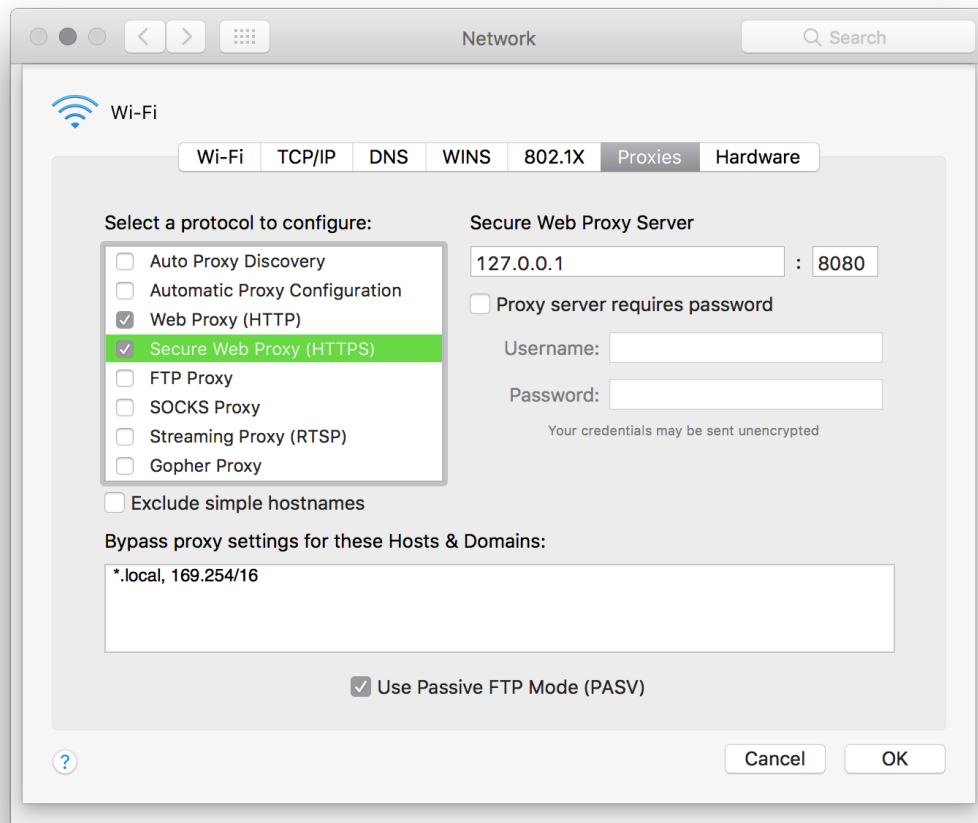 Network
Search
Wi-Fi
Wi-Fi TCP/IP DNS WINS 802.1X Proxies Hardware
Select a protocol to configure:
Auto Proxy Discovery
Automatic Proxy Configuration
Web Proxy (HTTP)
Secure Web Proxy (HTTPS)
FTP Proxy
SOCKS Proxy
Streaming Proxy (RTSP)
Gopher Proxy
Exclude simple hostnames
Secure Web Proxy Server
127.0.0.1 : 8080
Proxy server requires password
Username:
Password:
Your credentials may be sent unencrypted
Bypass proxy settings for these Hosts & Domains:
*.local, 169.254/16
Use Passive FTP Mode (PASV)
?
Cancel OK